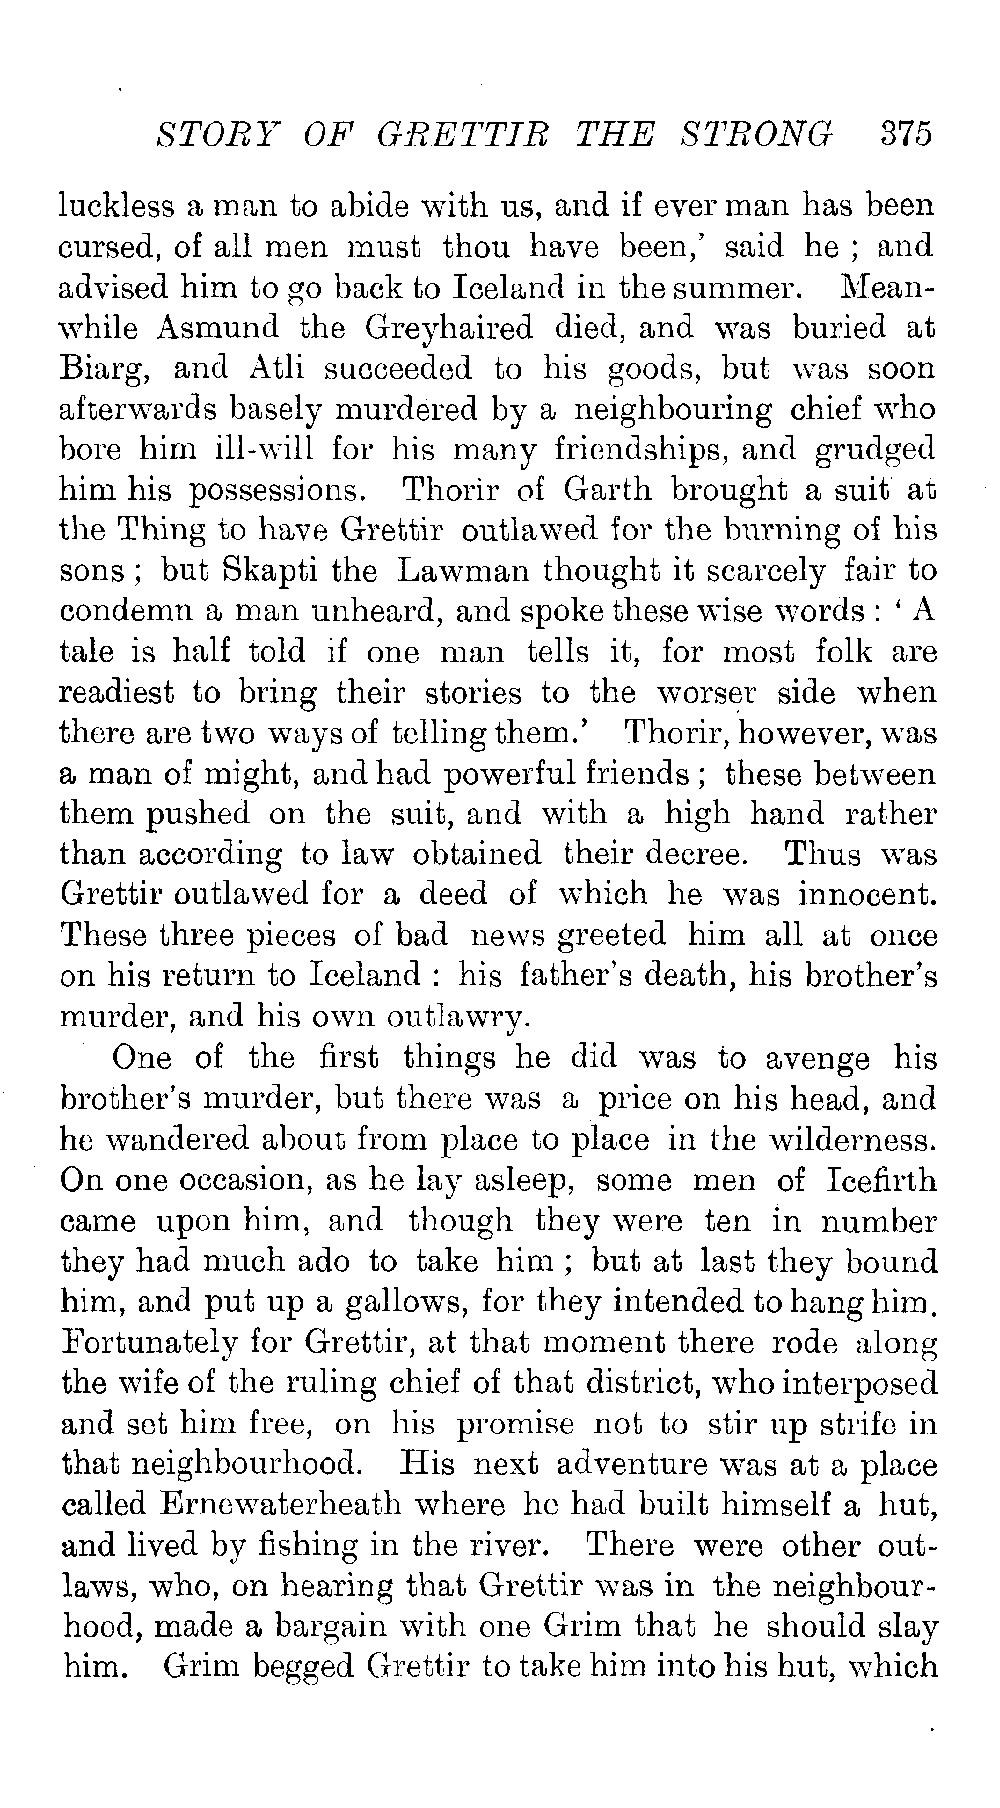 STORY OF GRETTIR THE STRONG 375
luckless a man to abide with us, and if ever man has been
cursed, of all men must thou have been,’ said he ; and
advised him to go back to Iceland in the summer. Mean-
while Asmund the Greyhaired died, and was buried at
Biarg, and Atli succeeded to his goods, but was soon
afterwards basely murdered by a neighbouring chief who
bore him ill-will for his many friendships, and grudged
him his possessions. Thorir of Garth brought a suit at
the Thing to have Grettir outlawed for the burning of his
sons ; but Skapti the Lawman thought it scarcely fair to
condemn a man unheard, and spoke these wise words : ‘ A
tale is half told if one man tells it, for most folk are
readiest to bring their stories to the worser side when
there are two ways of telling them.’ Thorir, however, was
a man of might, and had powerful friends ; these between
them pushed on the suit, and with a high hand rather
than according to law obtained their decree. Thus was
Grettir outlawed for a deed of which he was innocent.
These three pieces of bad news greeted him all at once
on his return to Iceland : his father’s death, his brother’s
murder, and his own outlawry.
One of the first things he did was to avenge his
brother’s murder, but there was a price on his head, and
he wandered about from place to place in the wilderness.
On one occasion, as he lay asleep, some men of Icefirth
came upon him, and though they were ten in number
they had much ado to take him ; but at last they bound
him, and put up a gallows, for they intended to hang him.
Fortunately for Grettir, at that moment there rode along
the wife of the ruling chief of that district, who interposed
and set him free, on his promise not to stir up strife in
that neighbourhood. His next adventure was at a place
called Ernewaterheath where he had built himself a hut,
and lived by fishing in the river. There were other out-
laws, who, on hearing that Grettir was in the neighbour-
hood, made a bargain with one Grim that he should slay
him. Grim begged Grettir to take him into his hut, which